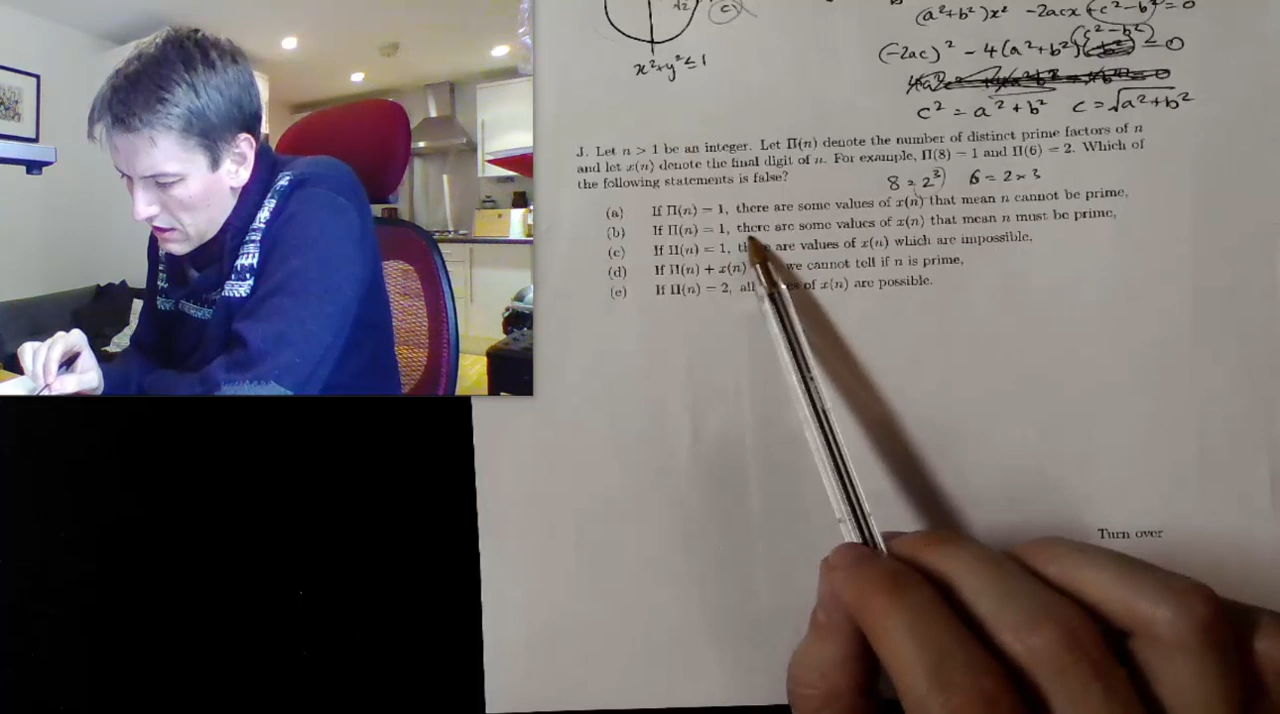 (c)
x²+y²≤1
(a²+b²)x² -2acx +c²-b² =0
(-2ac)² -4(a²+b²)(c²-b²) = 0
c² = a²+b² c=√a²+b²
J. Let n > 1 be an integer. Let Π(n) denote the number of distinct prime factors of n
and let x(n) denote the final digit of n. For example, Π(8) = 1 and Π(6) = 2. Which of
the following statements is false?
8 = 2³ 6 = 2×3
(a) If Π(n) = 1, there are some values of x(n) that mean n cannot be prime,
(b) If Π(n) = 1, there are some values of x(n) that mean n must be prime,
(c) If Π(n) = 1, there are values of x(n) which are impossible,
(d) If Π(n) + x(n) we cannot tell if n is prime,
(e) If Π(n) = 2, all of x(n) are possible.
Turn over